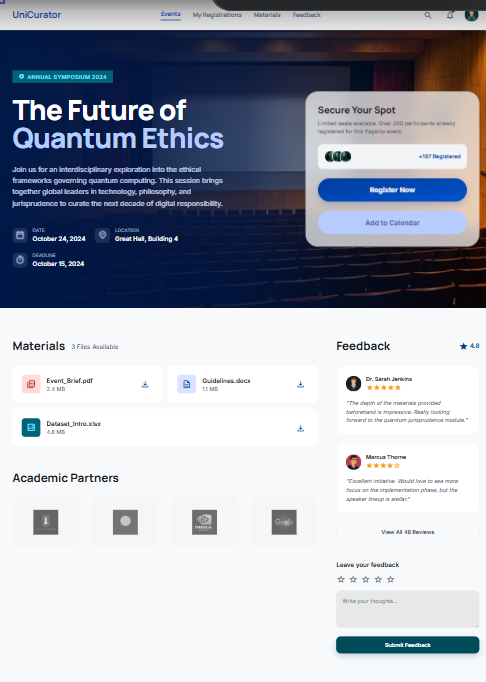 UniCurator
Events
My Registrations
Materials
Feedback
ANNUAL SYMPOSIUM 2024
The Future of
Quantum Ethics
Join us for an interdisciplinary exploration into the ethical
frameworks governing quantum computing. This session brings
together global leaders in technology, philosophy, and
jurisprudence to curate the next decade of digital responsibility.
DATE
October 24, 2024
LOCATION
Great Hall, Building 4
DEADLINE
October 15, 2024
Secure Your Spot
Limited seats available. Over 200 participants already
registered for this flagship event.
+197 Registered
Register Now
Add to Calendar
Materials
3 Files Available
Event_Brief.pdf
2.4 MB
Guidelines.docx
1.1 MB
Dataset_Intro.xlsx
4.8 MB
Academic Partners
Google
Feedback
4.8
Dr. Sarah Jenkins
"The depth of the materials provided
beforehand is impressive. Really looking
forward to the quantum jurisprudence module."
Marcus Thorne
"Excellent initiative. Would love to see more
focus on the implementation phase, but the
speaker lineup is stellar."
View All 48 Reviews
Leave your feedback
Write your thoughts...
Submit Feedback